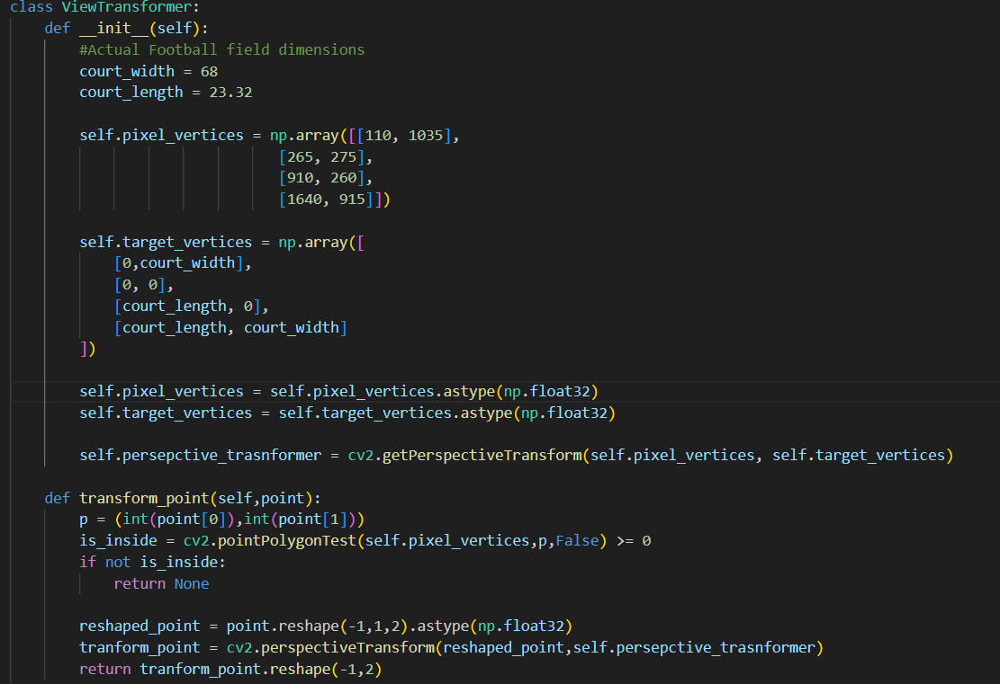 class ViewTransformer:
    def __init__(self):
        #Actual Football field dimensions
        court_width = 68
        court_length = 23.32

        self.pixel_vertices = np.array([[110, 1035],
                               [265, 275],
                               [910, 260],
                               [1640, 915]])

        self.target_vertices = np.array([
            [0,court_width],
            [0, 0],
            [court_length, 0],
            [court_length, court_width]
        ])

        self.pixel_vertices = self.pixel_vertices.astype(np.float32)
        self.target_vertices = self.target_vertices.astype(np.float32)

        self.persepctive_trasnformer = cv2.getPerspectiveTransform(self.pixel_vertices, self.target_vertices)

    def transform_point(self,point):
        p = (int(point[0]),int(point[1]))
        is_inside = cv2.pointPolygonTest(self.pixel_vertices,p,False) >= 0
        if not is_inside:
            return None

        reshaped_point = point.reshape(-1,1,2).astype(np.float32)
        tranform_point = cv2.perspectiveTransform(reshaped_point,self.persepctive_trasnformer)
        return tranform_point.reshape(-1,2)